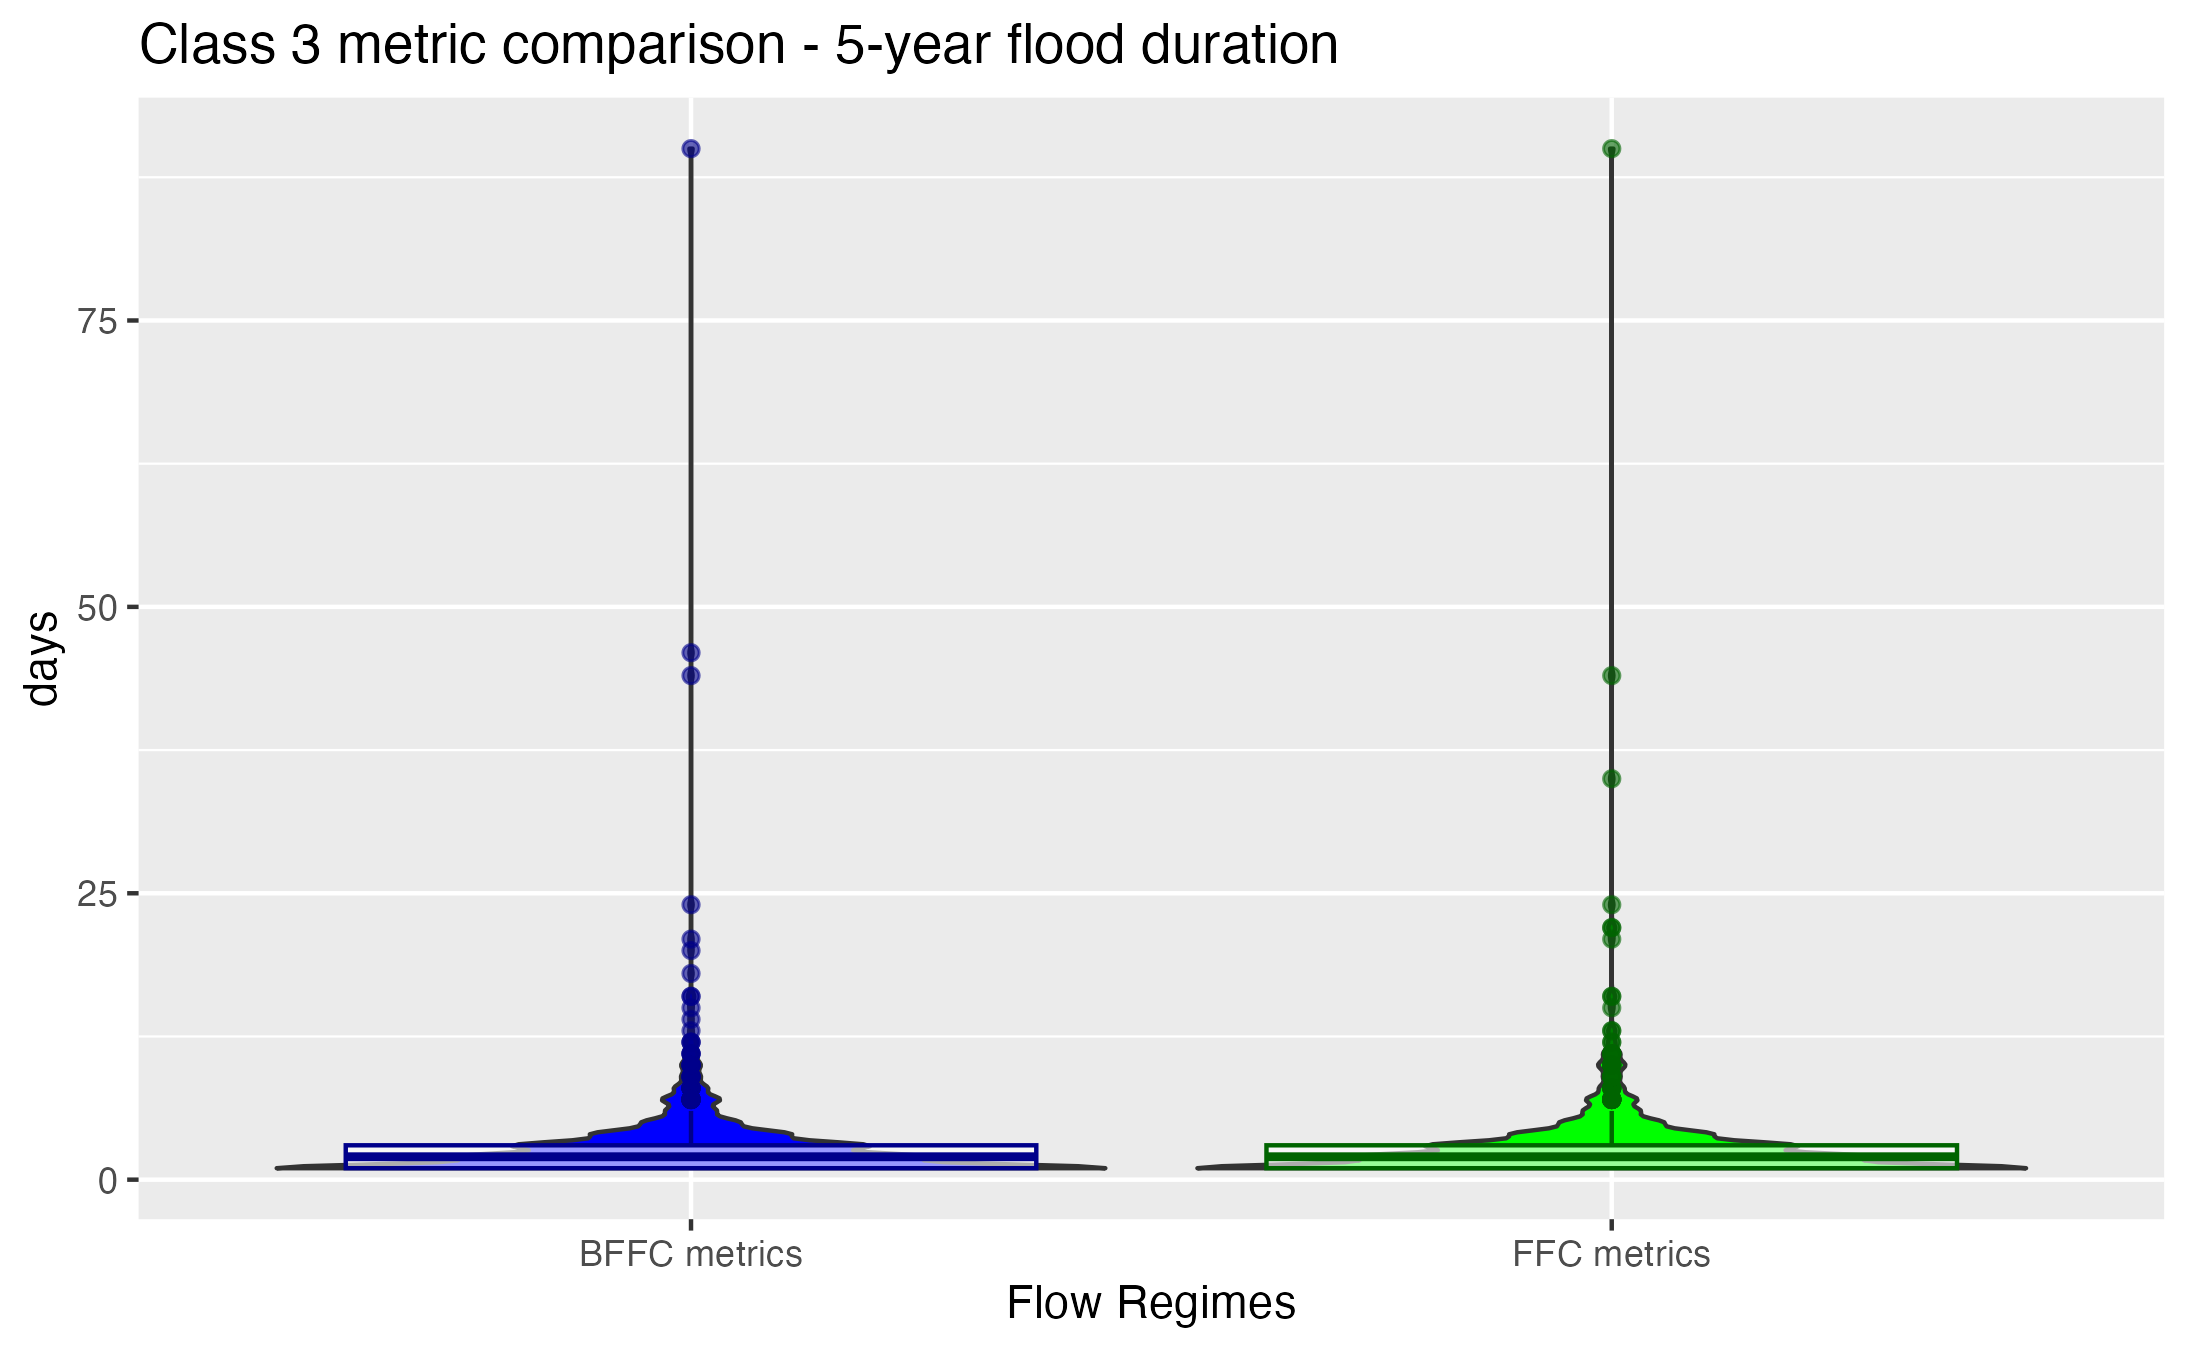 Class 3 metric comparison - 5-year flood duration
days
75
50
25
0
BFFC metrics
FFC metrics
Flow Regimes